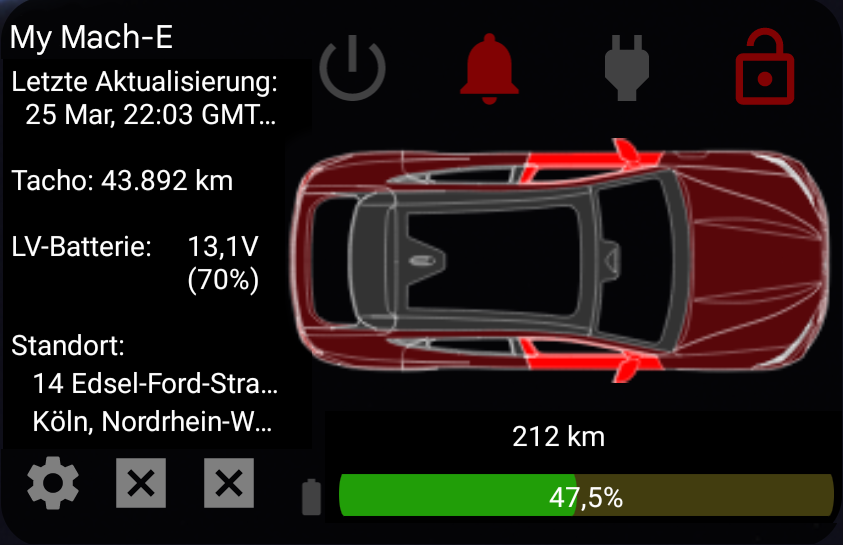 My Mach-E
Letzte Aktualisierung:
25 Mar, 22:03 GMT...
Tacho: 43.892 km
LV-Batterie: 13,1V
(70%)
Standort:
14 Edsel-Ford-Stra...
Köln, Nordrhein-W...
212 km
47,5%